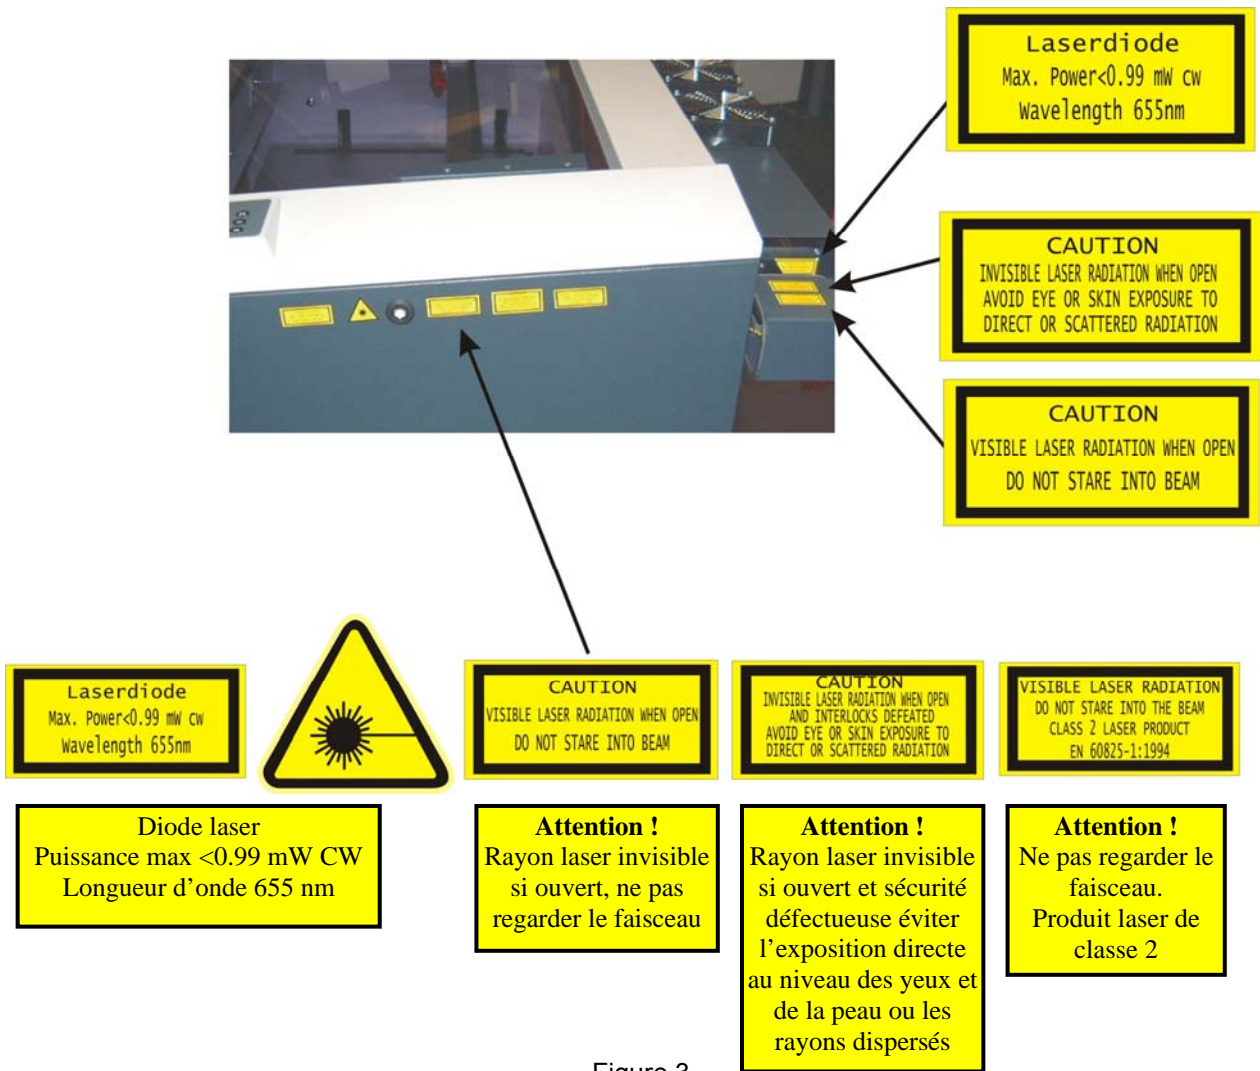 Laserdiode
Max. Power<0.99 mW cw
Wavelength 655nm
CAUTION
INVISIBLE LASER RADIATION WHEN OPEN
AVOID EYE OR SKIN EXPOSURE TO
DIRECT OR SCATTERED RADIATION
CAUTION
VISIBLE LASER RADIATION WHEN OPEN
DO NOT STARE INTO BEAM
Laserdiode
Max. Power<0.99 mW cw
Wavelength 655nm
CAUTION
VISIBLE LASER RADIATION WHEN OPEN
DO NOT STARE INTO BEAM
CAUTION
INVISIBLE LASER RADIATION WHEN OPEN
AND INTERLOCKS DEFEATED
AVOID EYE OR SKIN EXPOSURE TO
DIRECT OR SCATTERED RADIATION
VISIBLE LASER RADIATION
DO NOT STARE INTO THE BEAM
CLASS 2 LASER PRODUCT
EN 60825-1:1994
Diode laser
Puissance max <0.99 mW CW
Longueur d'onde 655 nm
Attention !
Rayon laser invisible
si ouvert, ne pas
regarder le faisceau
Attention !
Rayon laser invisible
si ouvert et sécurité
défectueuse éviter
l'exposition directe
au niveau des yeux et
de la peau ou les
rayons dispersés
Attention !
Ne pas regarder le
faisceau.
Produit laser de
classe 2
Figure 3